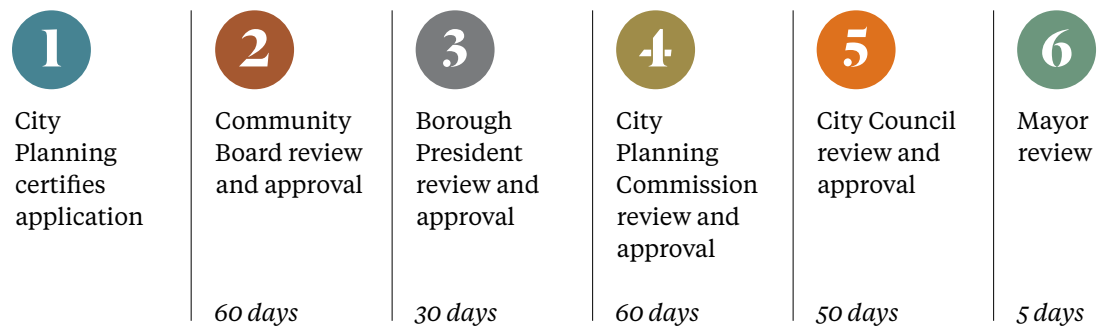 1
City
Planning
certifies
application
2
Community
Board review
and approval
60 days
3
Borough
President
review and
approval
30 days
4
City
Planning
Commission
review and
approval
60 days
5
City Council
review and
approval
50 days
6
Mayor
review
5 days